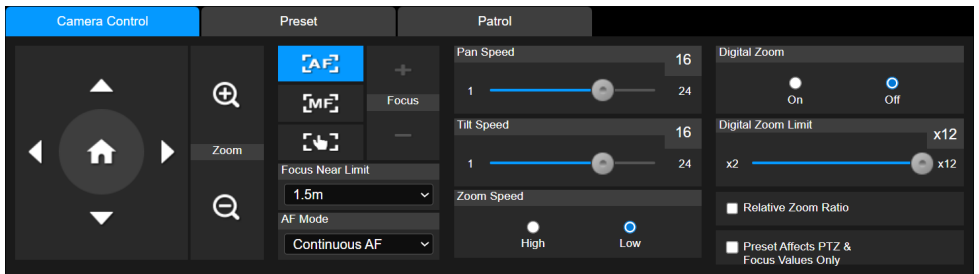 Camera Control
Preset
Patrol
Zoom
AF
MF
Focus
Focus Near Limit
1.5m
AF Mode
Continuous AF
Pan Speed
16
1
24
Tilt Speed
16
1
24
Zoom Speed
High
Low
Digital Zoom
On
Off
Digital Zoom Limit
x12
x2
x12
Relative Zoom Ratio
Preset Affects PTZ &
Focus Values Only